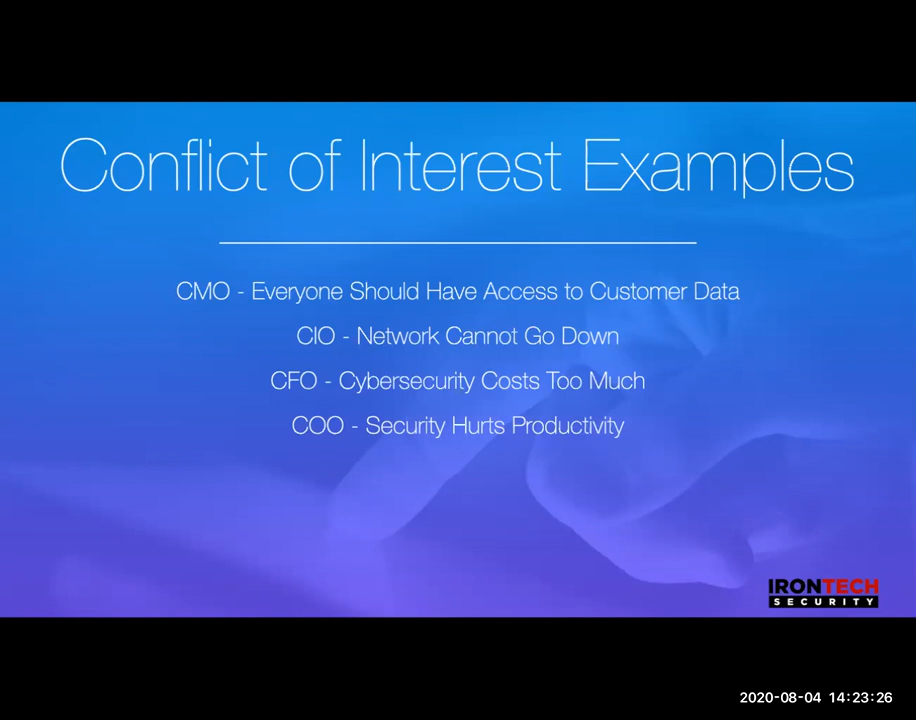 Conflict of Interest Examples
CMO - Everyone Should Have Access to Customer Data
CIO - Network Cannot Go Down
CFO - Cybersecurity Costs Too Much
COO - Security Hurts Productivity
IRONTECH
SECURITY
2020-08-04 14:23:26